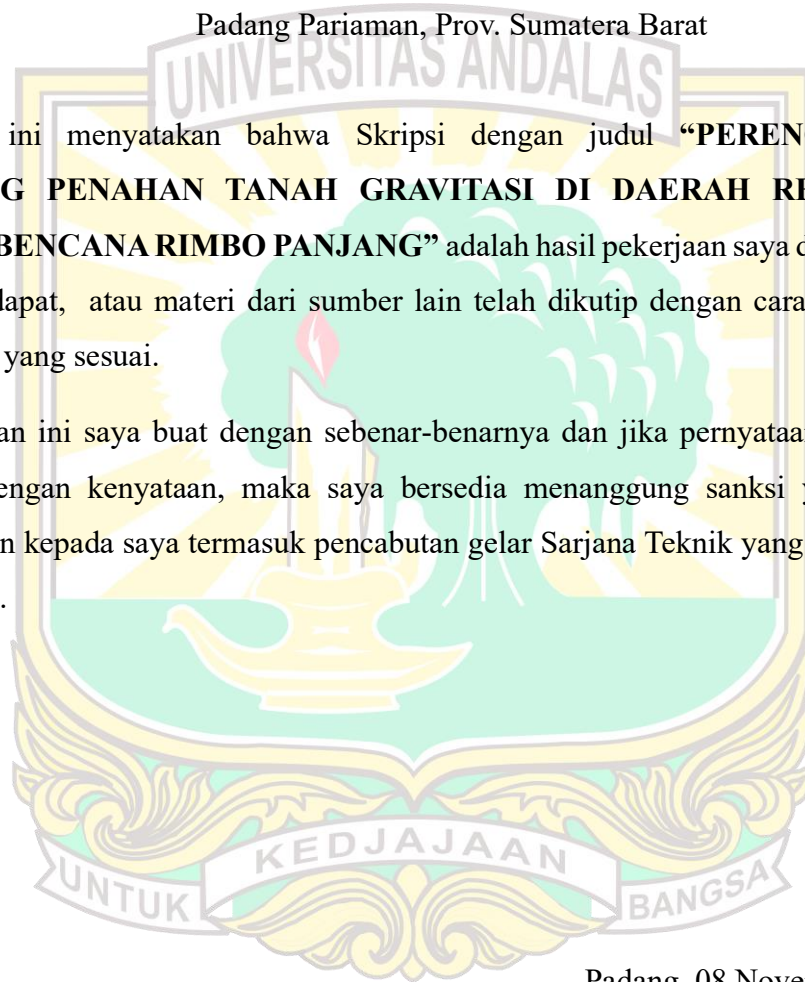 Padang Pariaman, Prov. Sumatera Barat
UNIVERSITAS ANDALAS
ini menyatakan bahwa Skripsi dengan judul “PEREN
G PENAHAN TANAH GRAVITASI DI DAERAH RE
BENCANA RIMBO PANJANG” adalah hasil pekerjaan saya d
dapat, atau materi dari sumber lain telah dikutip dengan cara
yang sesuai.
an ini saya buat dengan sebenar-benarnya dan jika pernyataan
engan kenyataan, maka saya bersedia menanggung sanksi y
n kepada saya termasuk pencabutan gelar Sarjana Teknik yang
.
UNTUK KEDJAJAAN BANGSA
Padang, 08 Nove